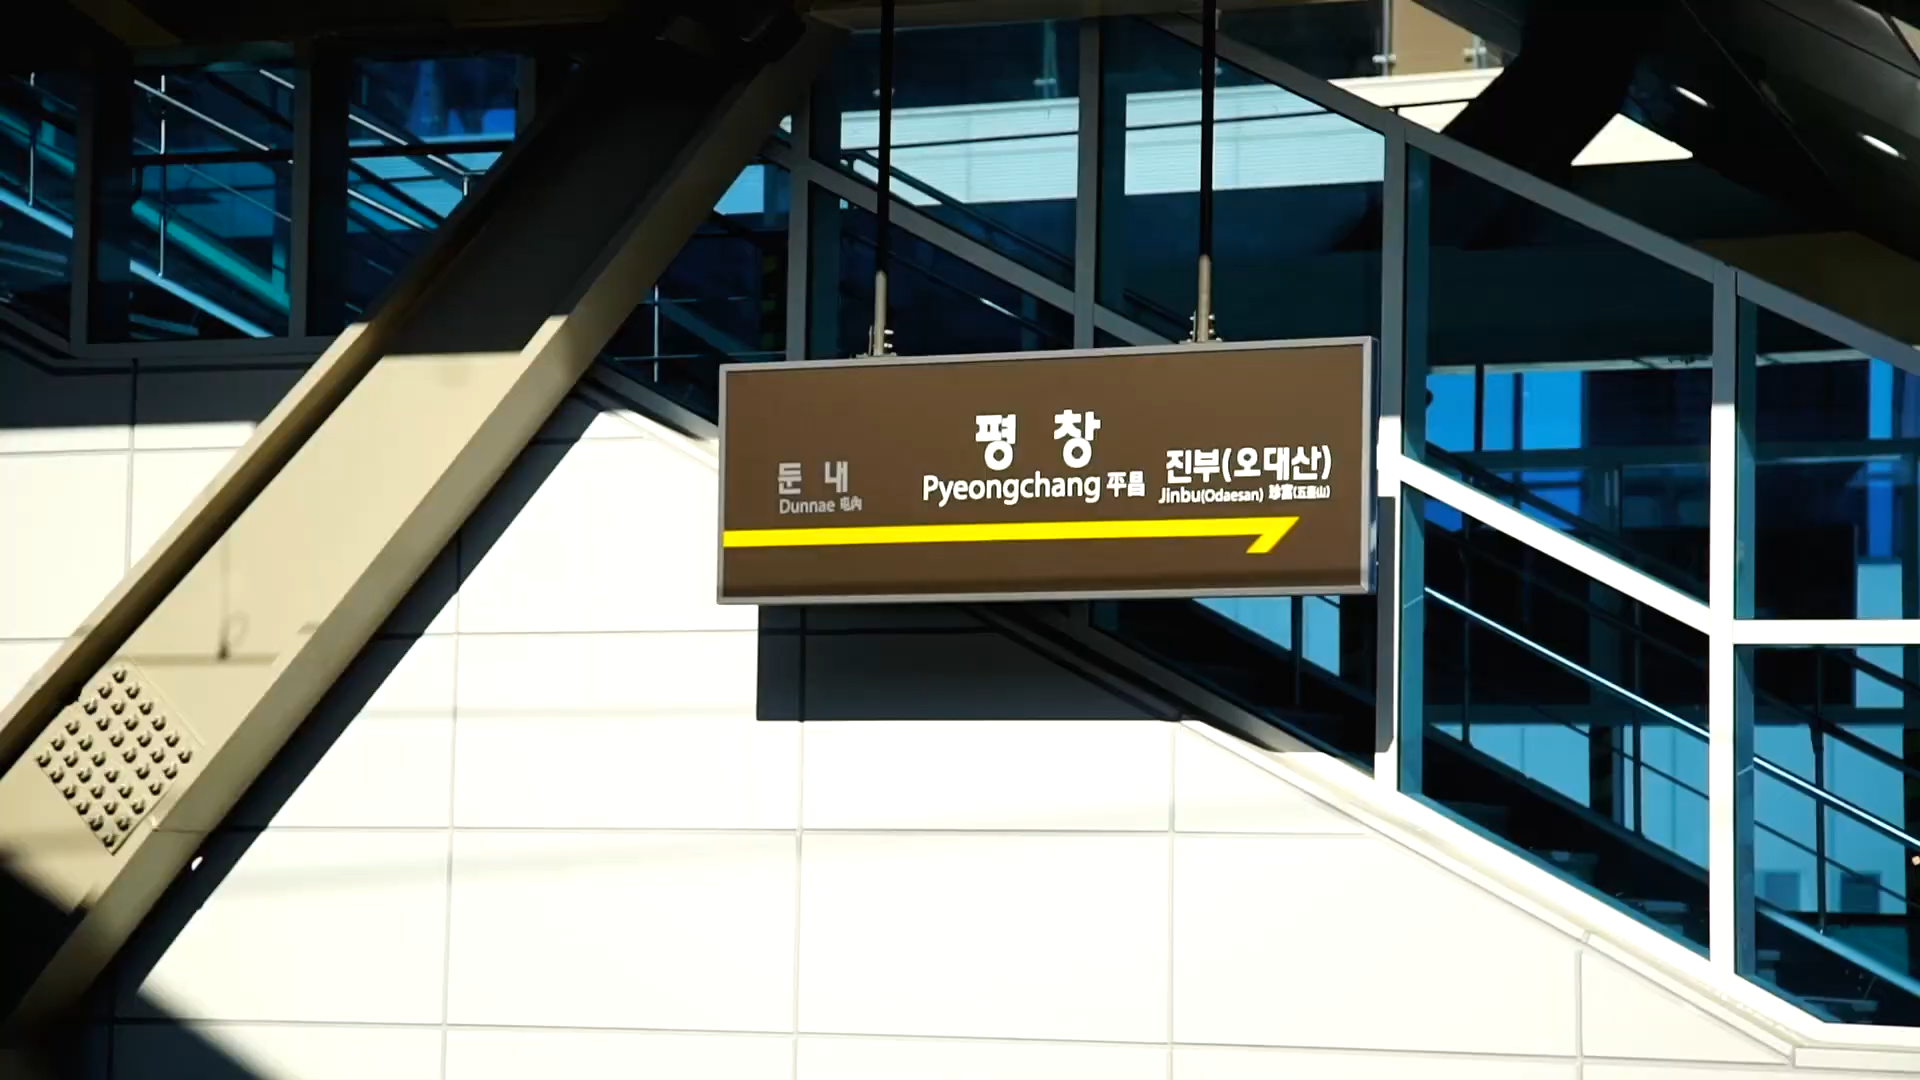 평 창
Pyeongchang 平昌
둔 내
Dunnae 屯內
진부(오대산)
Jinbu(Odaesan) 珍富(五臺山)